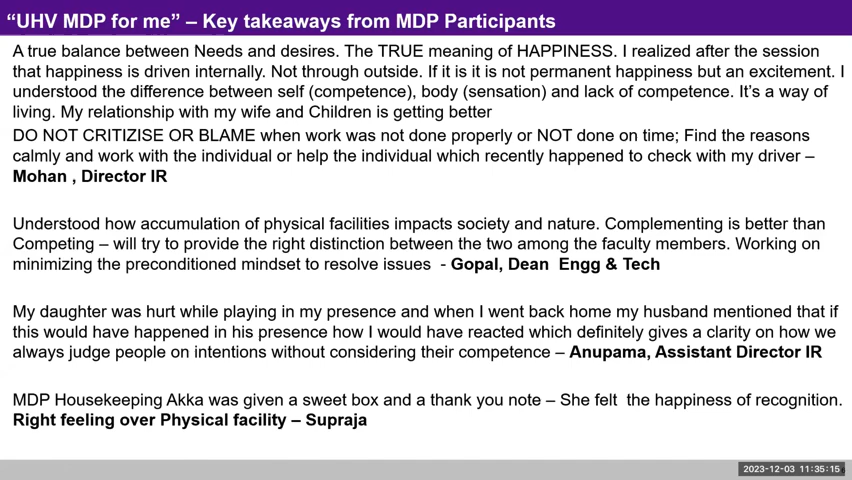 “UHV MDP for me” – Key takeaways from MDP Participants
A true balance between Needs and desires. The TRUE meaning of HAPPINESS. I realized after the session
that happiness is driven internally. Not through outside. If it is it is not permanent happiness but an excitement. I
understood the difference between self (competence), body (sensation) and lack of competence. It’s a way of
living. My relationship with my wife and Children is getting better
DO NOT CRITIZISE OR BLAME when work was not done properly or NOT done on time; Find the reasons
calmly and work with the individual or help the individual which recently happened to check with my driver –
Mohan , Director IR
Understood how accumulation of physical facilities impacts society and nature. Complementing is better than
Competing – will try to provide the right distinction between the two among the faculty members. Working on
minimizing the preconditioned mindset to resolve issues - Gopal, Dean Engg & Tech
My daughter was hurt while playing in my presence and when I went back home my husband mentioned that if
this would have happened in his presence how I would have reacted which definitely gives a clarity on how we
always judge people on intentions without considering their competence – Anupama, Assistant Director IR
MDP Housekeeping Akka was given a sweet box and a thank you note – She felt the happiness of recognition.
Right feeling over Physical facility – Supraja
2023-12-03 11:35:15